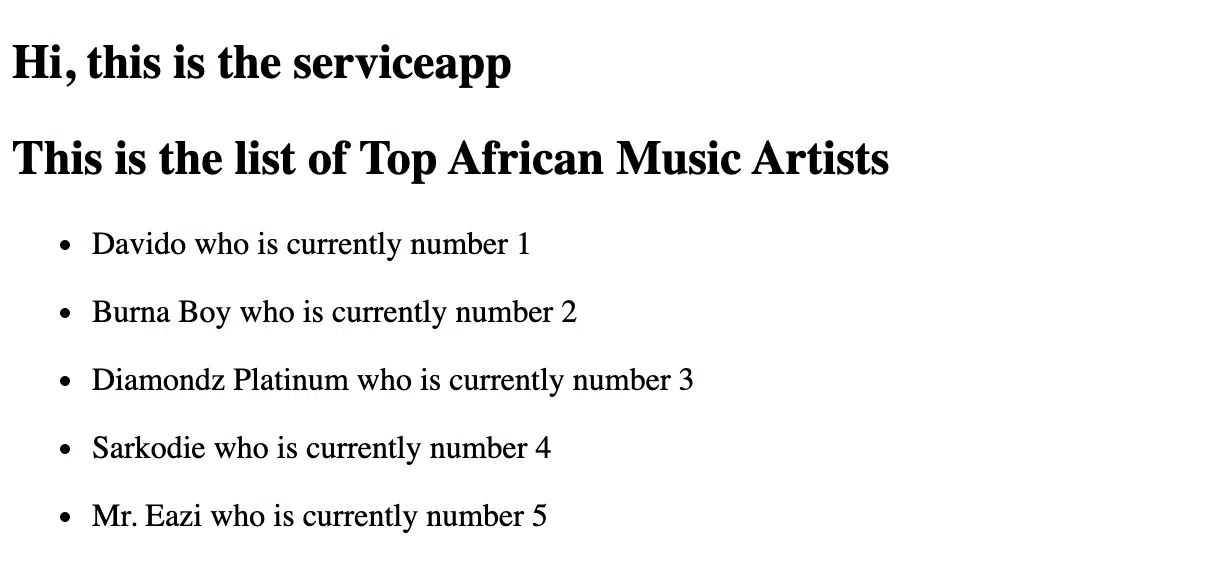 Hi, this is the serviceapp
This is the list of Top African Music Artists
• Davido who is currently number 1
• Burna Boy who is currently number 2
• Diamondz Platinum who is currently number 3
• Sarkodie who is currently number 4
• Mr. Eazi who is currently number 5